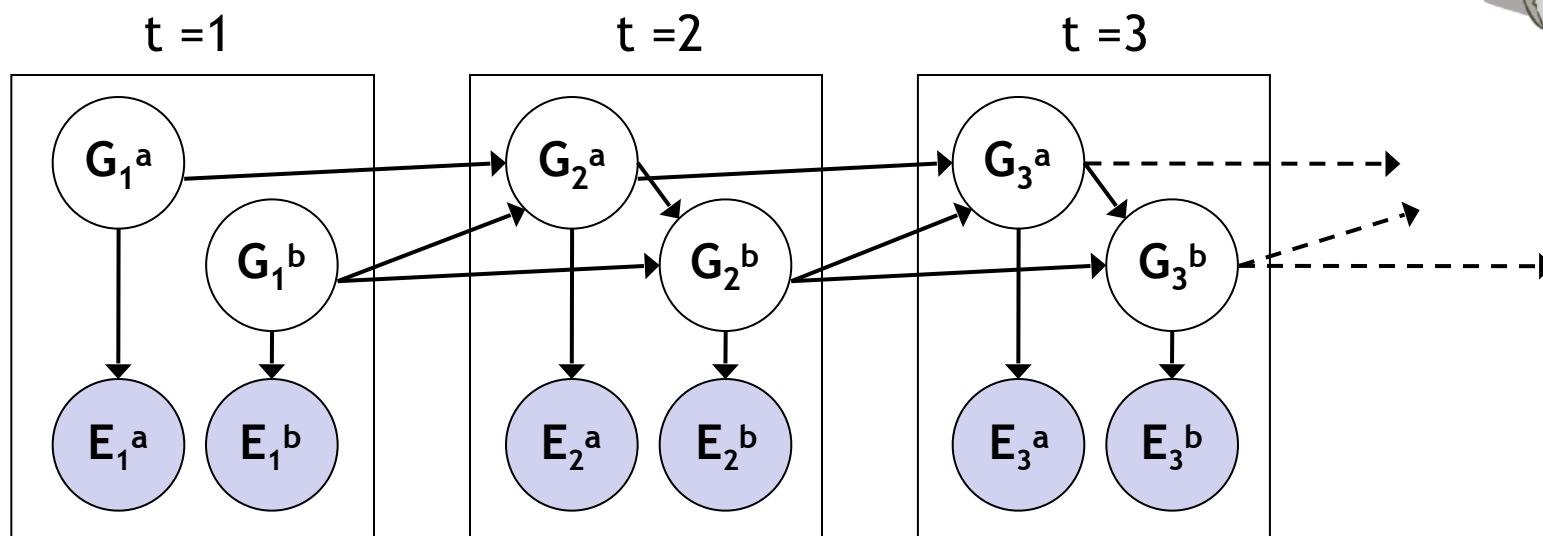 t =1 t =2 t =3
G₁ᵃ G₂ᵃ G₃ᵃ
G₁ᵇ G₂ᵇ G₃ᵇ
E₁ᵃ E₁ᵇ E₂ᵃ E₂ᵇ E₃ᵃ E₃ᵇ